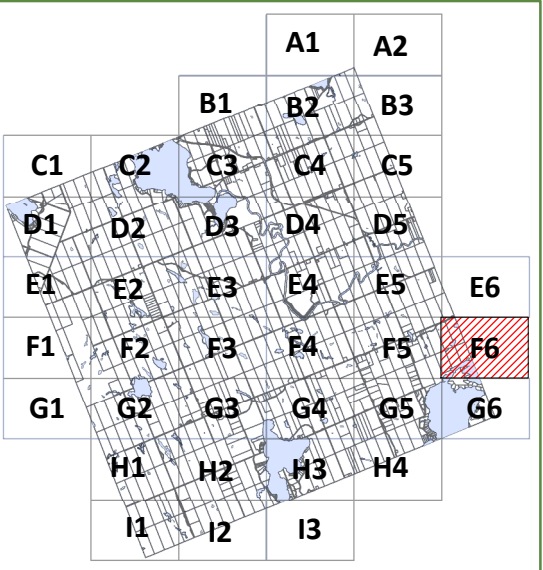 A1 A2
B1 B2 B3
C1 C2 C3 C4 C5
D1 D2 D3 D4 D5
E1 E2 E3 E4 E5 E6
F1 F2 F3 F4 F5 F6
G1 G2 G3 G4 G5 G6
H1 H2 H3 H4
I1 I2 I3